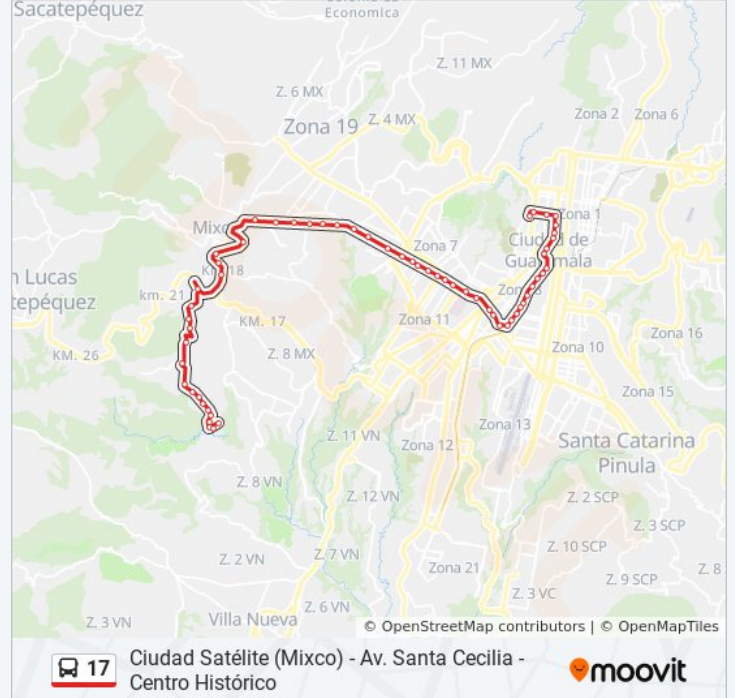 Sacatepéquez
Economica
Z. 11 MX
Z. 6 MX
Zona 19
Z. 4 MX
Zona 2
Zona 6
Zona 1
Mixco
Zona 7
Ciudad de
Guatemala
n Lucas
tepéquez
km. 21
KM. 17
Zona 11
Zona 16
KM. 26
Z. 8 MX
Zona 10
Zona 15
Zona 13
Z. 11 VN
Zona 12
Santa Catarina
Pinula
Z. 8 VN
Z. 12 VN
Z. 2 SCP
Z. 3 SCP
Z. 2 VN
Z. 7 VN
Z. 10 SCP
Zona 21
Z. 9 SCP
Z. 8
Z. 3 VC
Z. 6 VN
Z. 3 VN
Villa Nueva
© OpenStreetMap contributors | © OpenMapTiles
17
Ciudad Satélite (Mixco) - Av. Santa Cecilia -
Centro Histórico
moovit